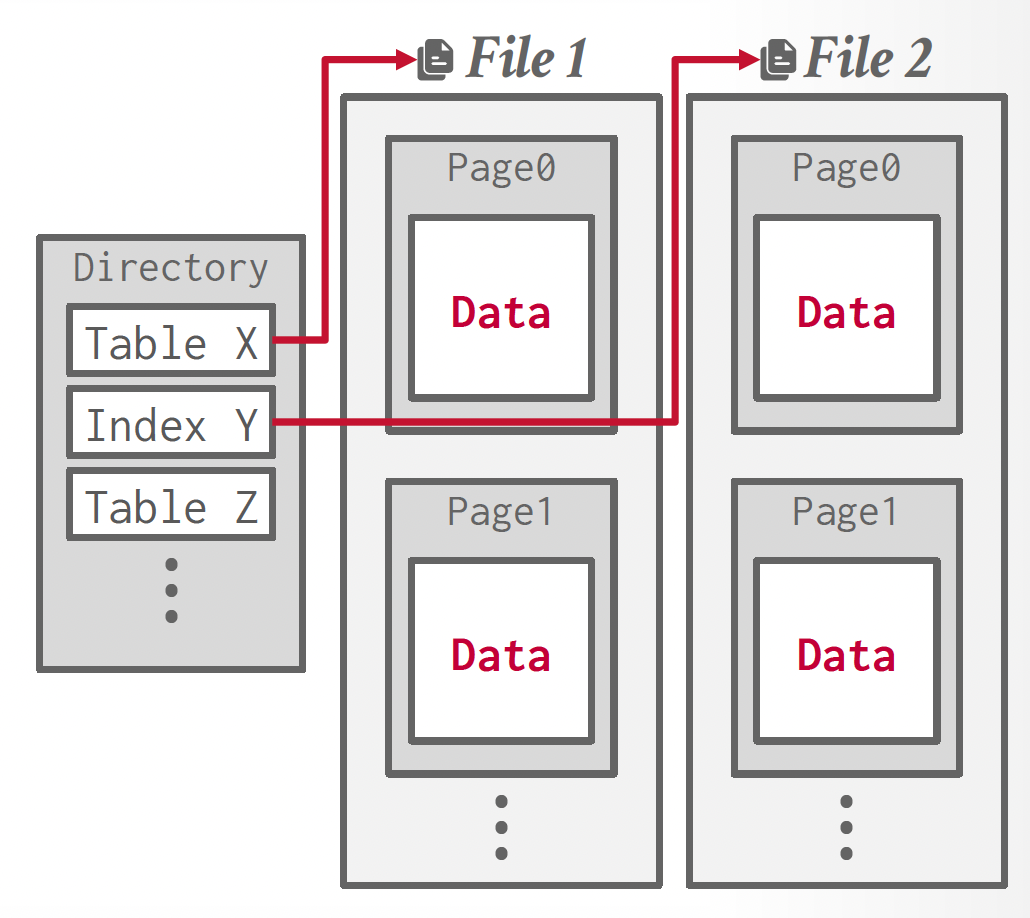 File 1
File 2
Page0
Page0
Directory
Data
Data
Table X
Index Y
Table Z
Page1
Page1
Data
Data